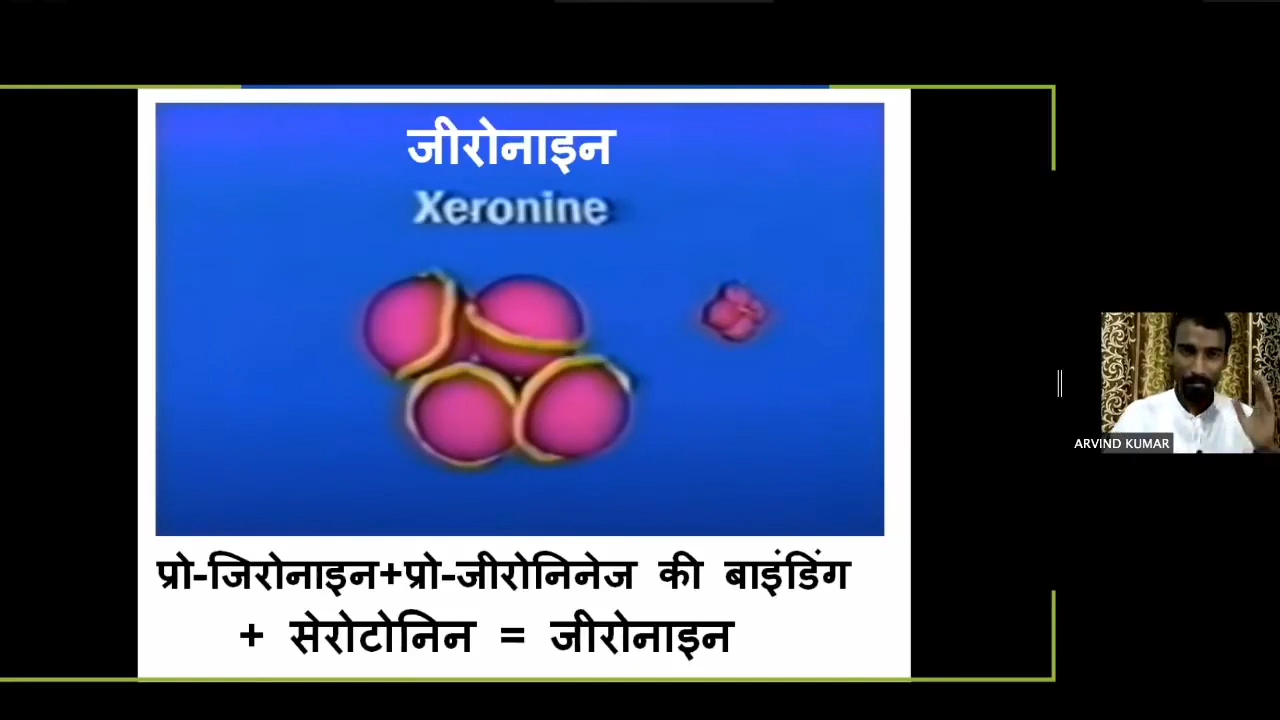 जीरोनाइन
Xeronine
प्रो-जिरोनाइन+प्रो-जीरोनिनेज की बाइंडिंग
+ सेरोटोनिन = जीरोनाइन
ARVIND KUMAR